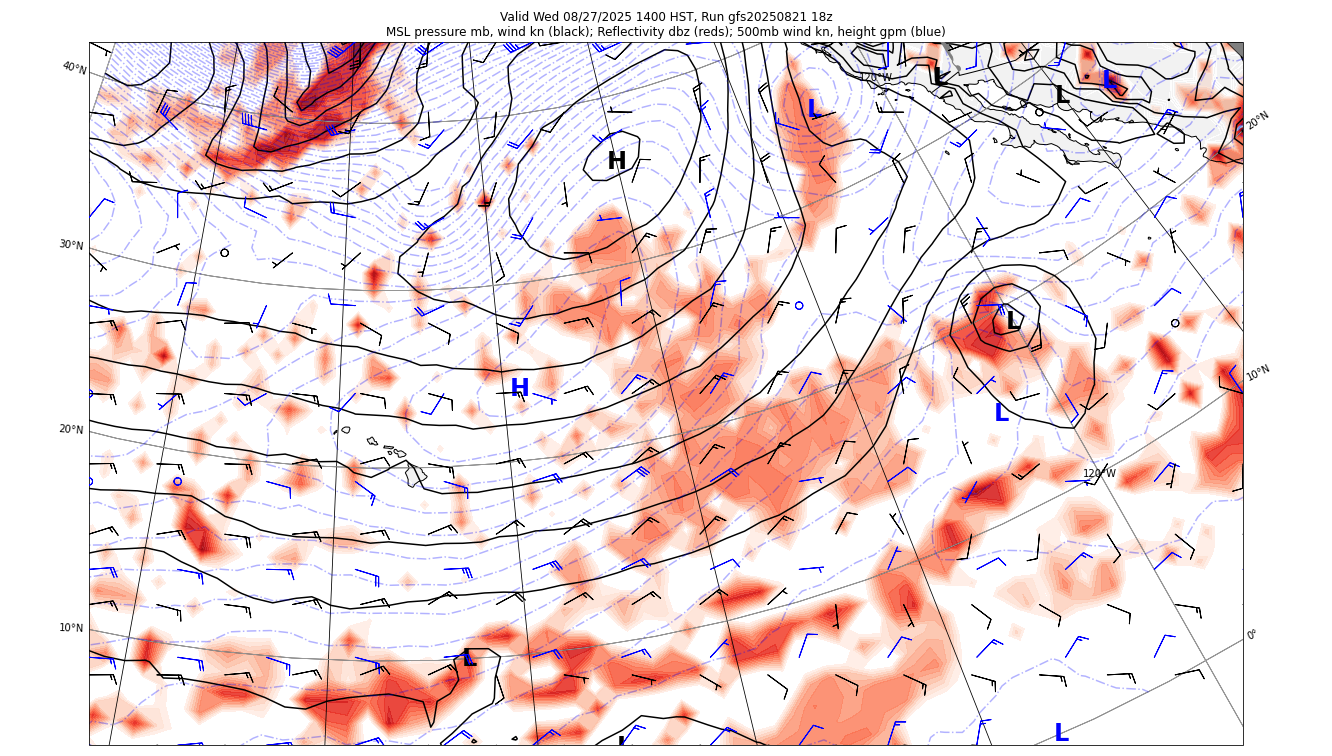 Valid Wed 08/27/2025 1400 HST, Run gfs20250821 18z
MSL pressure mb, wind kn (black); Reflectivity dbz (reds); 500mb wind kn, height gpm (blue)
40°N
120°W
L
L
L
L
20°N
H
30°N
L
10°N
H
L
20°N
120°W
10°N
0°
L
L
L